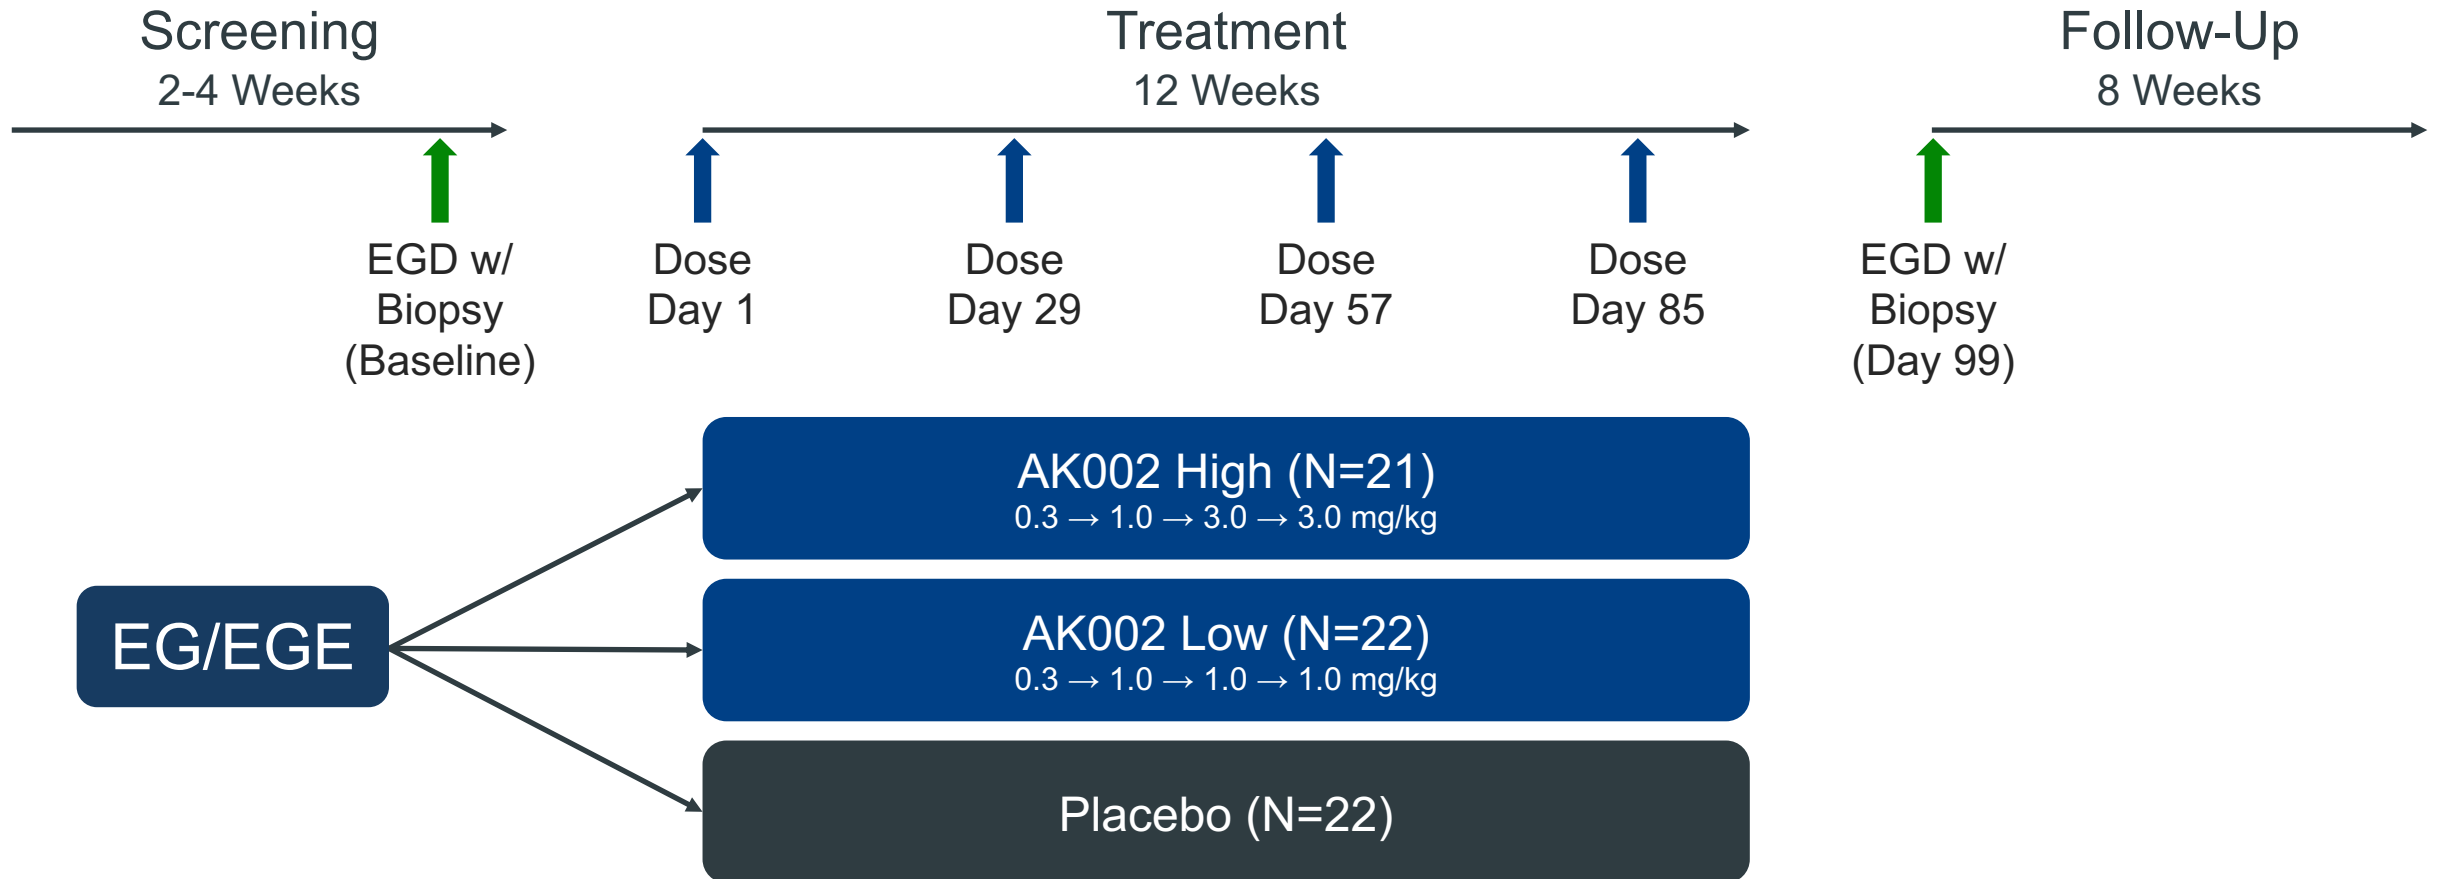 Screening
2-4 Weeks
Treatment
12 Weeks
Follow-Up
8 Weeks
EGD w/
Biopsy
(Baseline)
Dose
Day 1
Dose
Day 29
Dose
Day 57
Dose
Day 85
EGD w/
Biopsy
(Day 99)
EG/EGE
AK002 High (N=21)
0.3 → 1.0 → 3.0 → 3.0 mg/kg
AK002 Low (N=22)
0.3 → 1.0 → 1.0 → 1.0 mg/kg
Placebo (N=22)